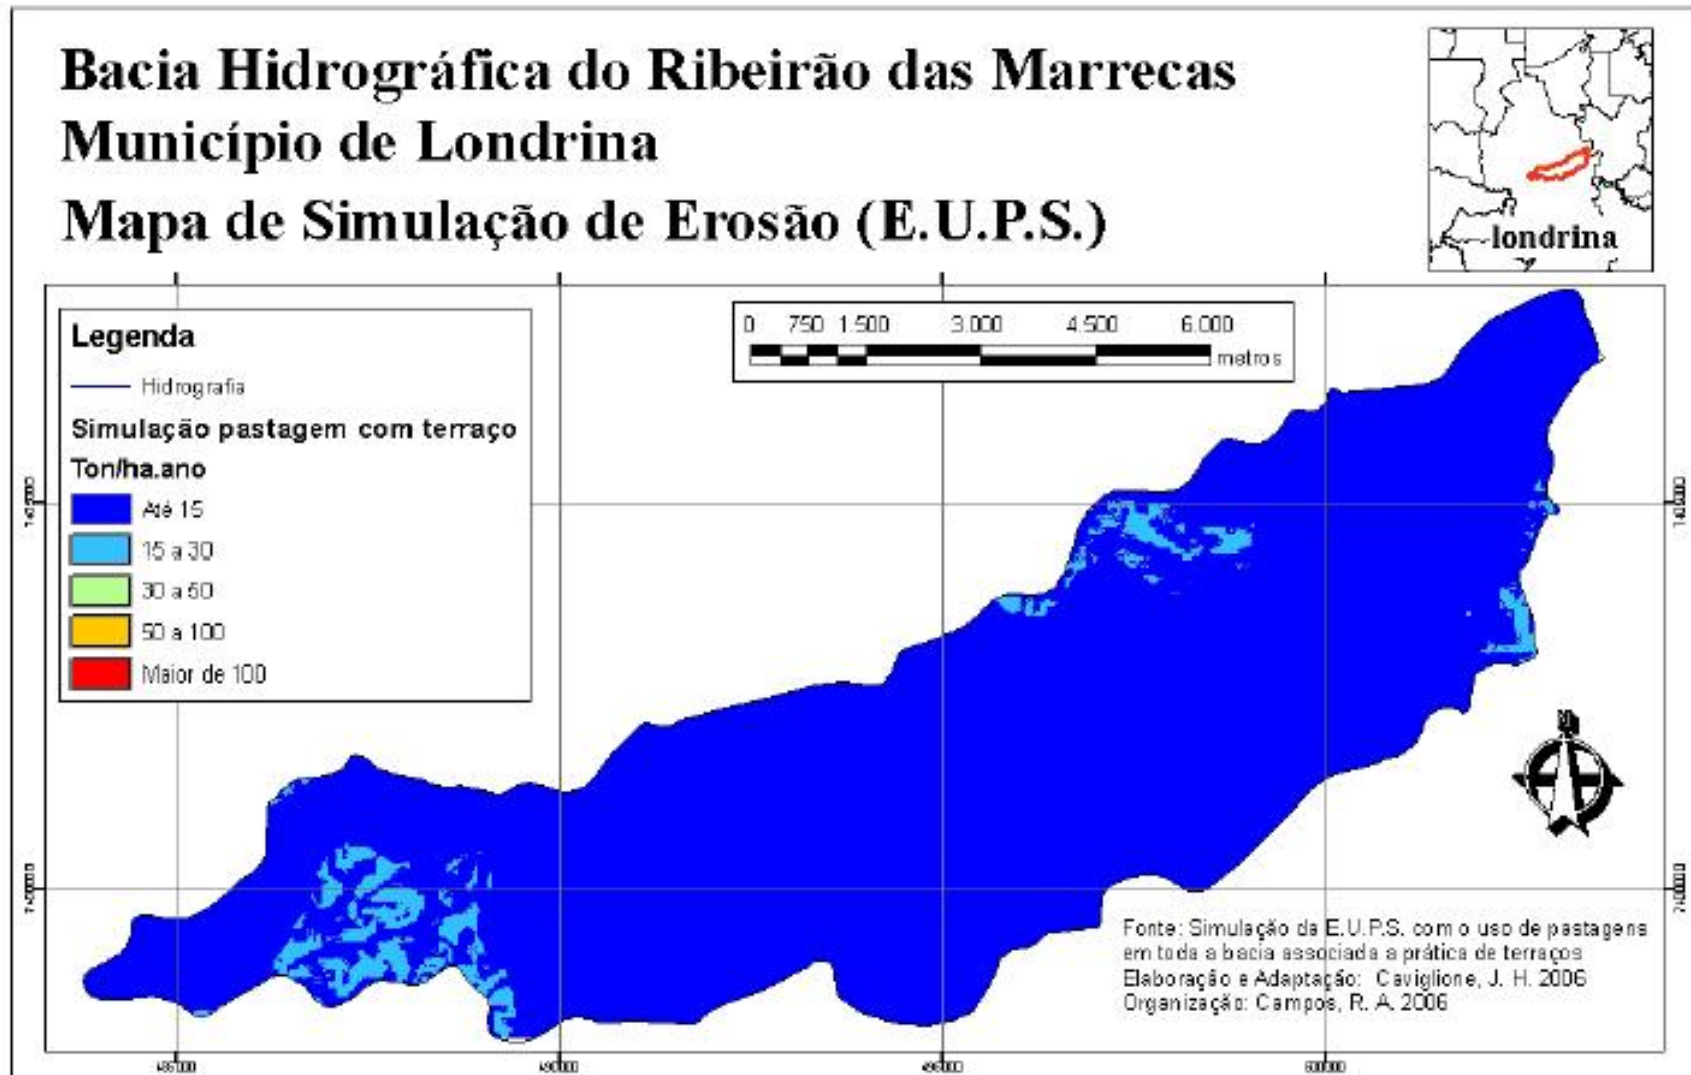 Bacia Hidrográfica do Ribeirão das Marrecas
Município de Londrina
Mapa de Simulação de Erosão (E.U.P.S.)
londrina
Legenda
Hidrografia
Simulação pastagem com terraço
Ton/ha.ano
Até 15
15 a 30
30 a 50
50 a 100
Maior de 100
0 750 1.500 3.000 4.500 6.000
metros
N
Fonte: Simulação da E.U.P.S. com o uso de pastagens
em toda a bacia associada a prática de terraços
Elaboração e Adaptação: Caviglione, J. H. 2006
Organização: Campos, R. A. 2006